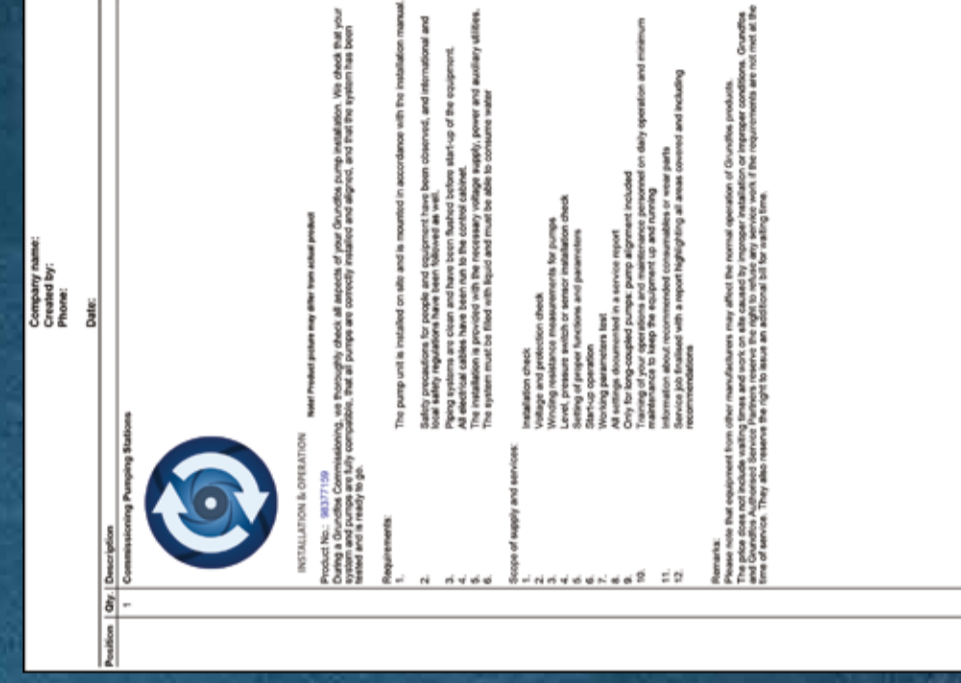 Company name:
Created by:
Phone:
Date:
Position Qty. Description
1 Commissioning Pumping Stations
INSTALLATION & OPERATION
Note! Product picture may differ from actual product
Product No.: 98377159
During a Grundfos Commissioning, we thoroughly check all aspects of your Grundfos pump installation. We check that your
system and pumps are fully compatible, that all pumps are correctly installed and aligned, and that the system has been
tested and is ready to go.
Requirements:
1. The pump unit is installed on site and is mounted in accordance with the installation manual.
2. Safety precautions for people and equipment have been observed, and international and
local safety regulations have been followed as well.
3. Piping systems are clean and have been flushed before start-up of the equipment.
4. All electrical cables have been run to the control cabinet.
5. The installation is provided with the necessary voltage supply, power and auxiliary utilities.
6. The system must be filled with liquid and must be able to consume water
Scope of supply and services:
1. Installation check
2. Voltage and protection check
3. Winding resistance measurements for pumps
4. Level, pressure switch or sensor installation check
5. Setting of proper functions and parameters
6. Start-up operation
7. Working parameters test
8. All settings documented in a service report
9. Only for long-coupled pumps: pump alignment included
10. Training of your operations and maintenance personnel on daily operation and minimum
maintenance to keep the equipment up and running
11. Information about recommended consumables or wear parts
12. Service job finalised with a report highlighting all areas covered and including
recommendations
Remarks:
Please note that equipment from other manufacturers may affect the normal operation of Grundfos products.
The price does not include waiting times and work on site caused by improper installation or improper conditions. Grundfos
and Grundfos Authorised Service Partners reserve the right to refuse any service work if the requirements are not met at the
time of service. They also reserve the right to issue an additional bill for waiting time.